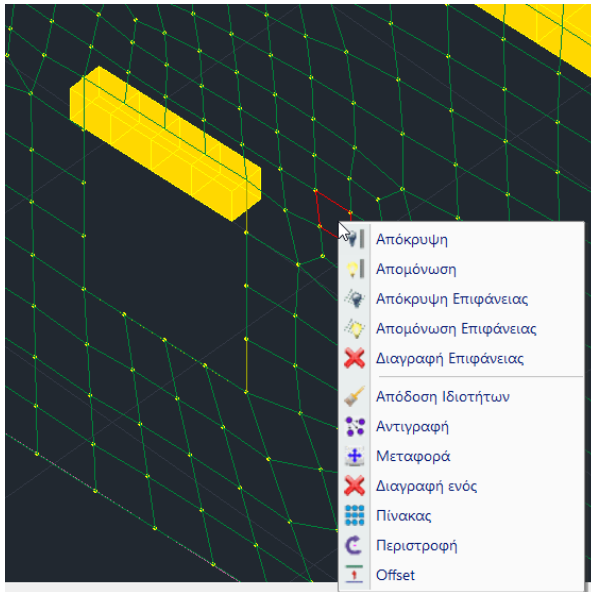 Απόκρυψη
Απομόνωση
Απόκρυψη Επιφάνειας
Απομόνωση Επιφάνειας
Διαγραφή Επιφάνειας
Απόδοση Ιδιοτήτων
Αντιγραφή
Μεταφορά
Διαγραφή ενός
Πίνακας
Περιστροφή
Offset